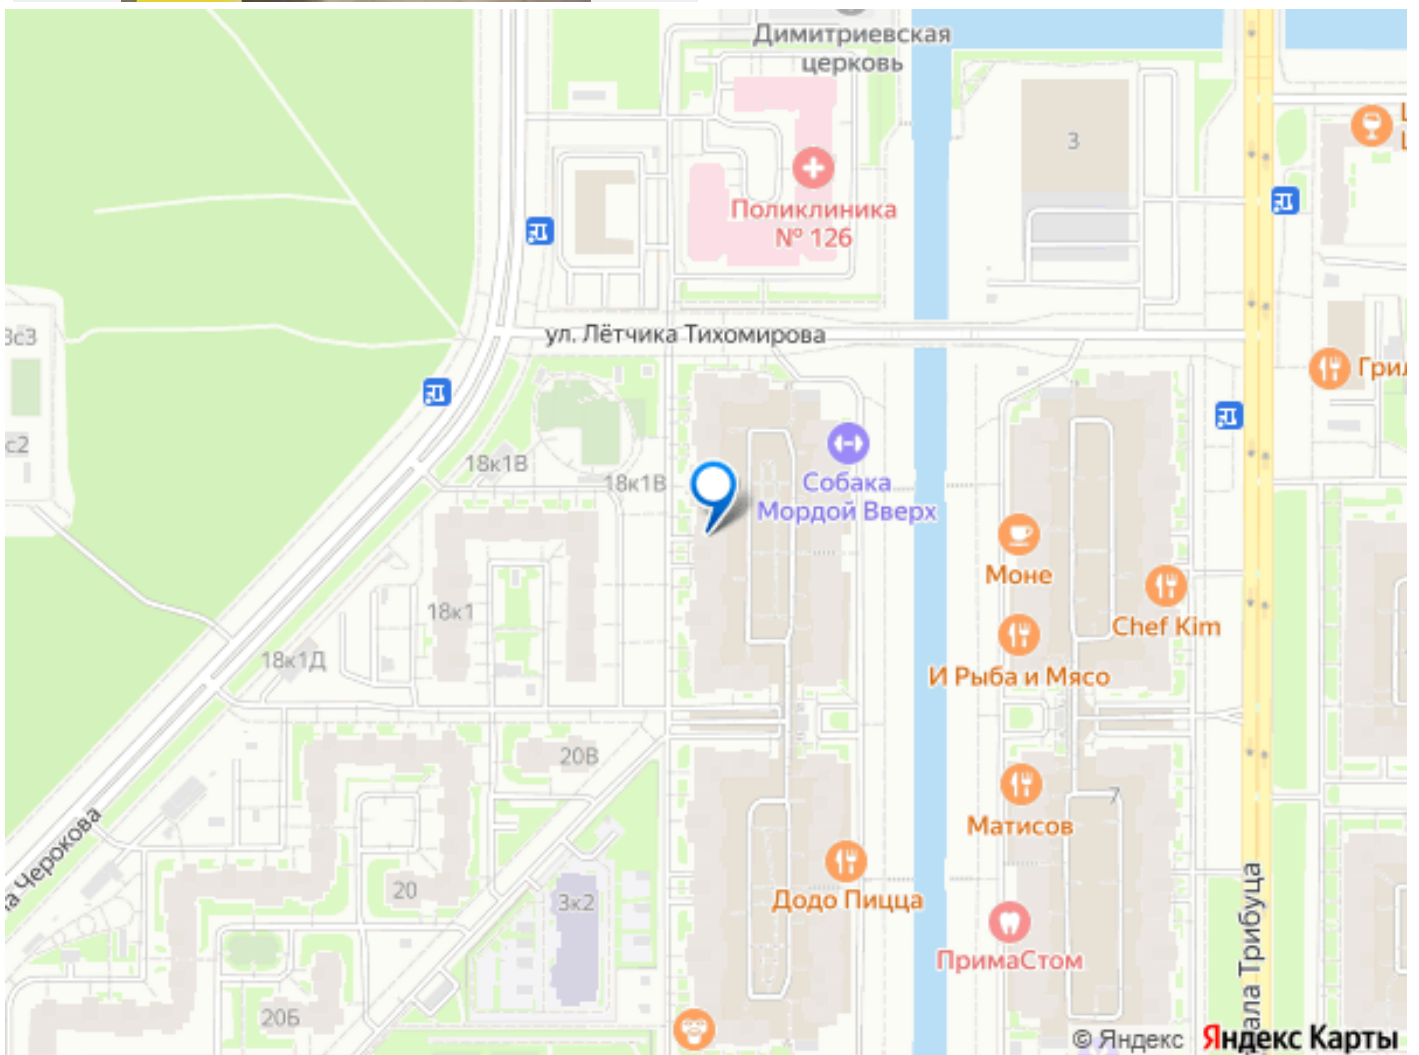 Димитриевская
церковь
3
Поликлиника
№ 126
ул. Лётчика Тихомирова
3с3
с2
Грил
18к1В
18к1В
Собака
Мордой Вверх
Моне
Chef Kim
18к1
18к1Д
И Рыба и Мясо
20В
7
Матисов
20
3к2
Додо Пицца
ПримаСтом
20Б
а Черокова
ала Трибуца
© Яндекс Яндекс Карты